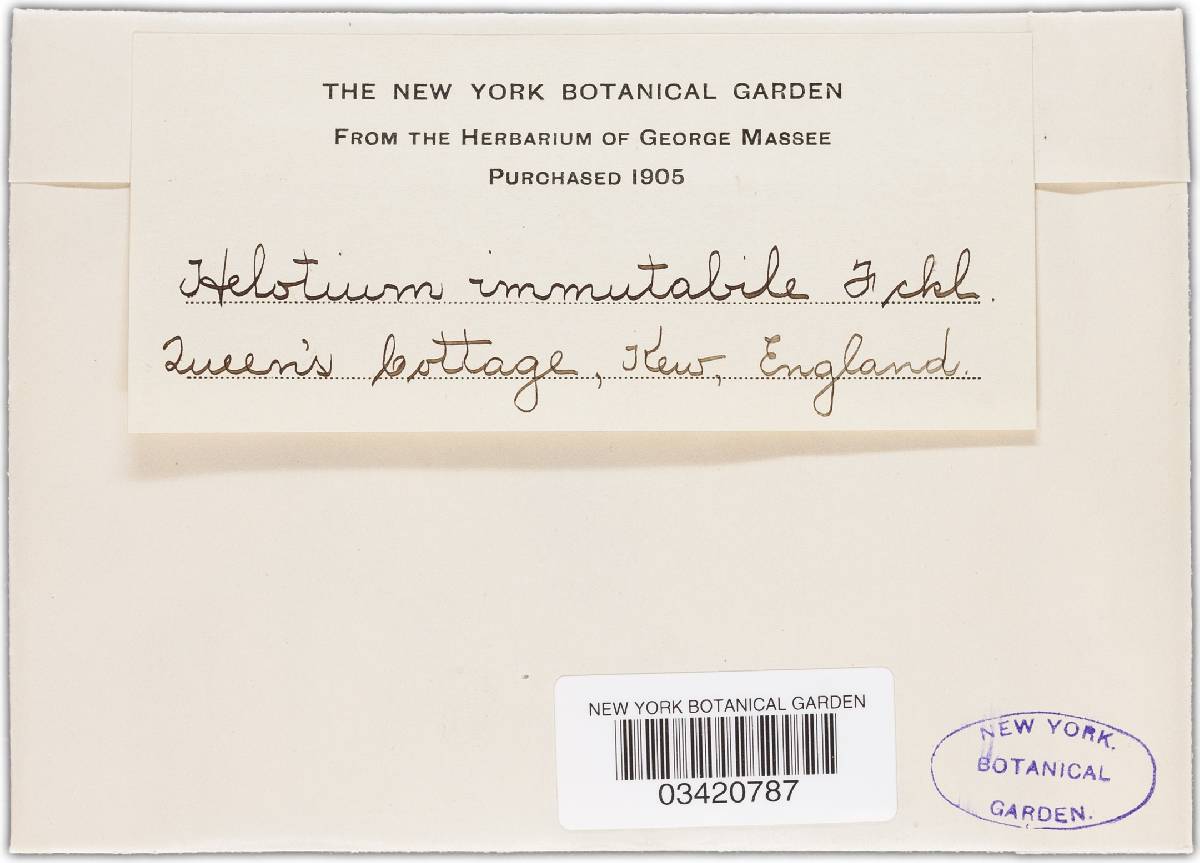 THE NEW YORK BOTANICAL GARDEN
FROM THE HERBARIUM OF GEORGE MASSEE
PURCHASED 1905
Helotium immutabile Fckl.
Queen's Cottage, Kew, England.
NEW YORK BOTANICAL GARDEN
03420787
NEW YORK.
BOTANICAL
GARDEN.